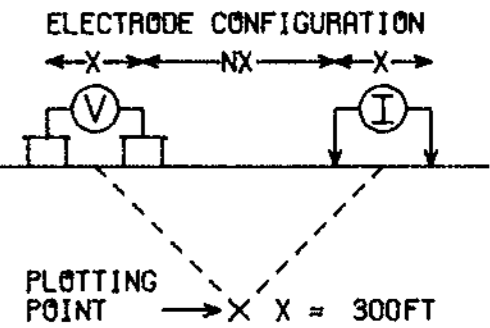 ELECTRODE CONFIGURATION
X NX X
V I
PLOTTING
POINT X X = 300FT